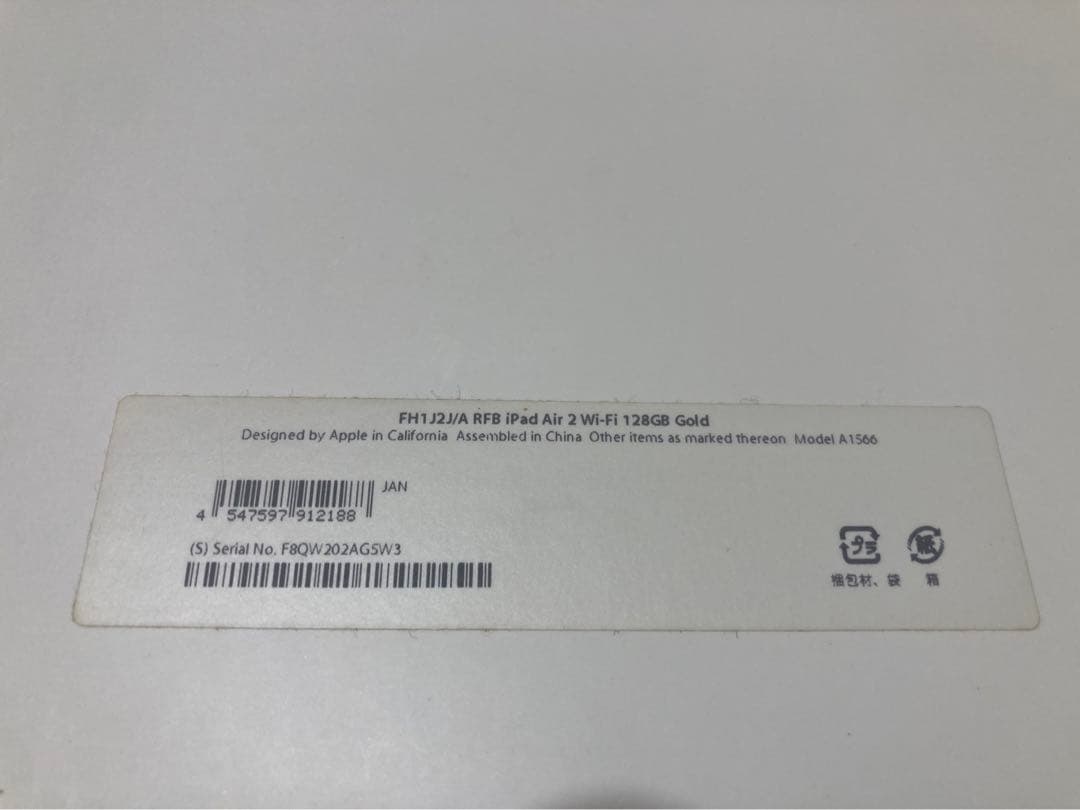 FH1J2J/A RFB iPad Air 2 Wi-Fi 128GB Gold
Designed by Apple in California Assembled in China Other items as marked thereon Model A1566
JAN
4 547597 912188
(S) Serial No. F8QW202AG5W3
プラ 紙
梱包材、袋 箱